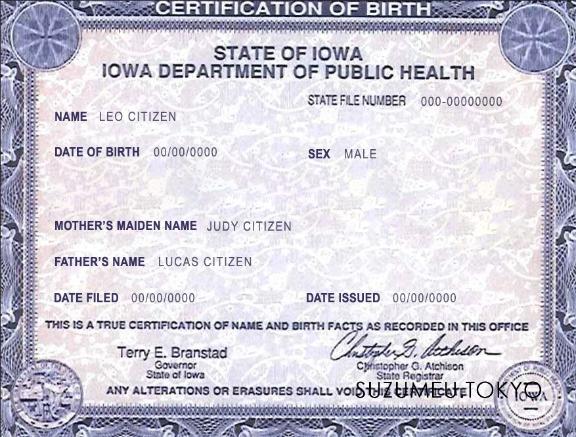 CERTIFICATION OF BIRTH
STATE OF IOWA
IOWA DEPARTMENT OF PUBLIC HEALTH
STATE FILE NUMBER 000-00000000
NAME LEO CITIZEN
DATE OF BIRTH 00/00/0000 SEX MALE
MOTHER'S MAIDEN NAME JUDY CITIZEN
FATHER'S NAME LUCAS CITIZEN
DATE FILED 00/00/0000 DATE ISSUED 00/00/0000
THIS IS A TRUE CERTIFICATION OF NAME AND BIRTH FACTS AS RECORDED IN THIS OFFICE
Terry E. Branstad Christopher G. Atchison
Governor Christopher G. Atchison
State of Iowa State Registrar
ANY ALTERATIONS OR ERASURES SHALL VOID THIS CERTIFICATE
SUZUMEU.TOKYO
IOWA